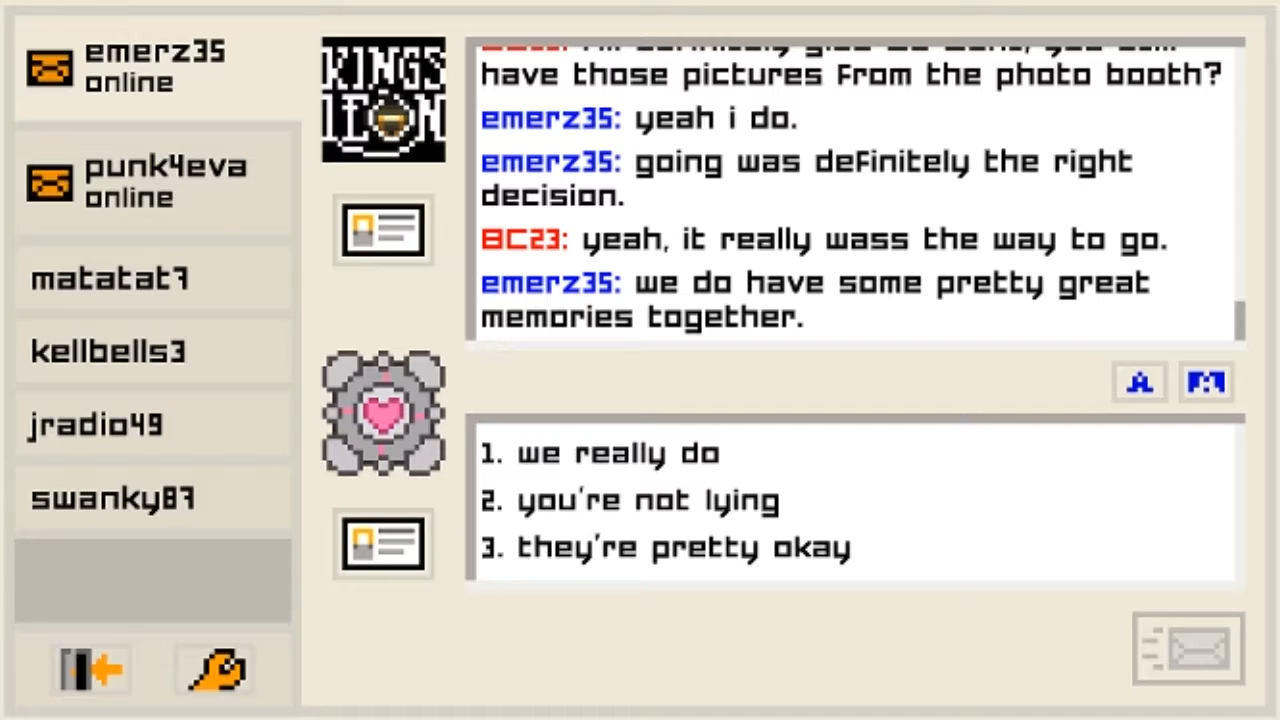 emerz35
online
punk4eva
online
matatat7
kellbells3
jradio49
swanky87
KINGS
LEON
have those pictures from the photo booth?
emerz35: yeah i do.
emerz35: going was definitely the right
decision.
BC23: yeah, it really wass the way to go.
emerz35: we do have some pretty great
memories together.
A
1. we really do
2. you're not lying
3. they're pretty okay